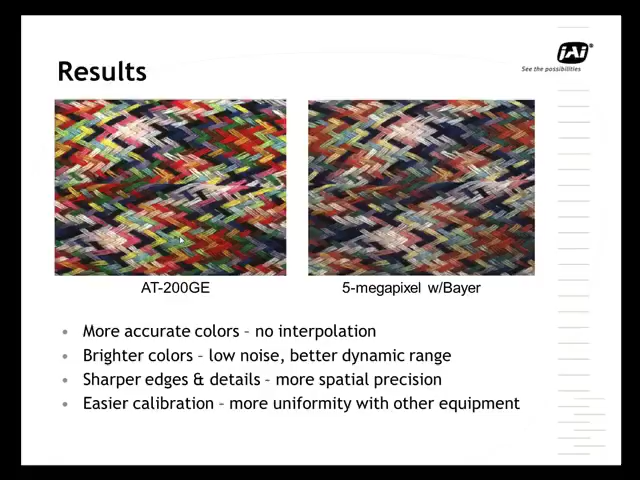 Results
JAi
See the possibilities
AT-200GE
5-megapixel w/Bayer
• More accurate colors – no interpolation
• Brighter colors – low noise, better dynamic range
• Sharper edges & details – more spatial precision
• Easier calibration – more uniformity with other equipment